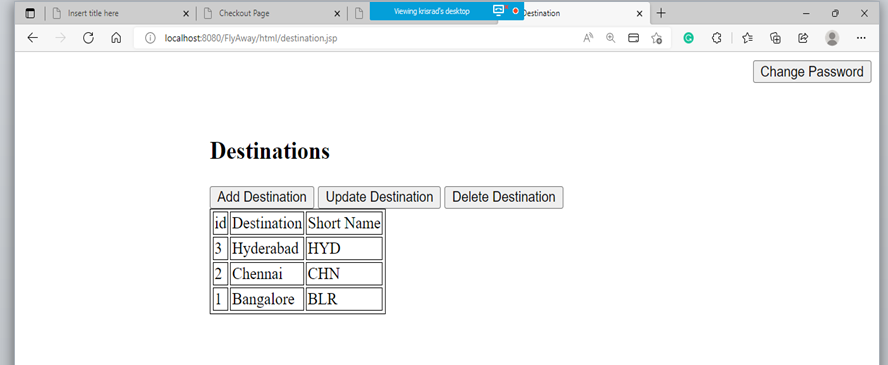 Insert title here Checkout Page Viewing krisrad's desktop Destination
localhost:8080/FlyAway/html/destination.jsp
Change Password
Destinations
Add Destination Update Destination Delete Destination
id Destination Short Name
3 Hyderabad HYD
2 Chennai CHN
1 Bangalore BLR